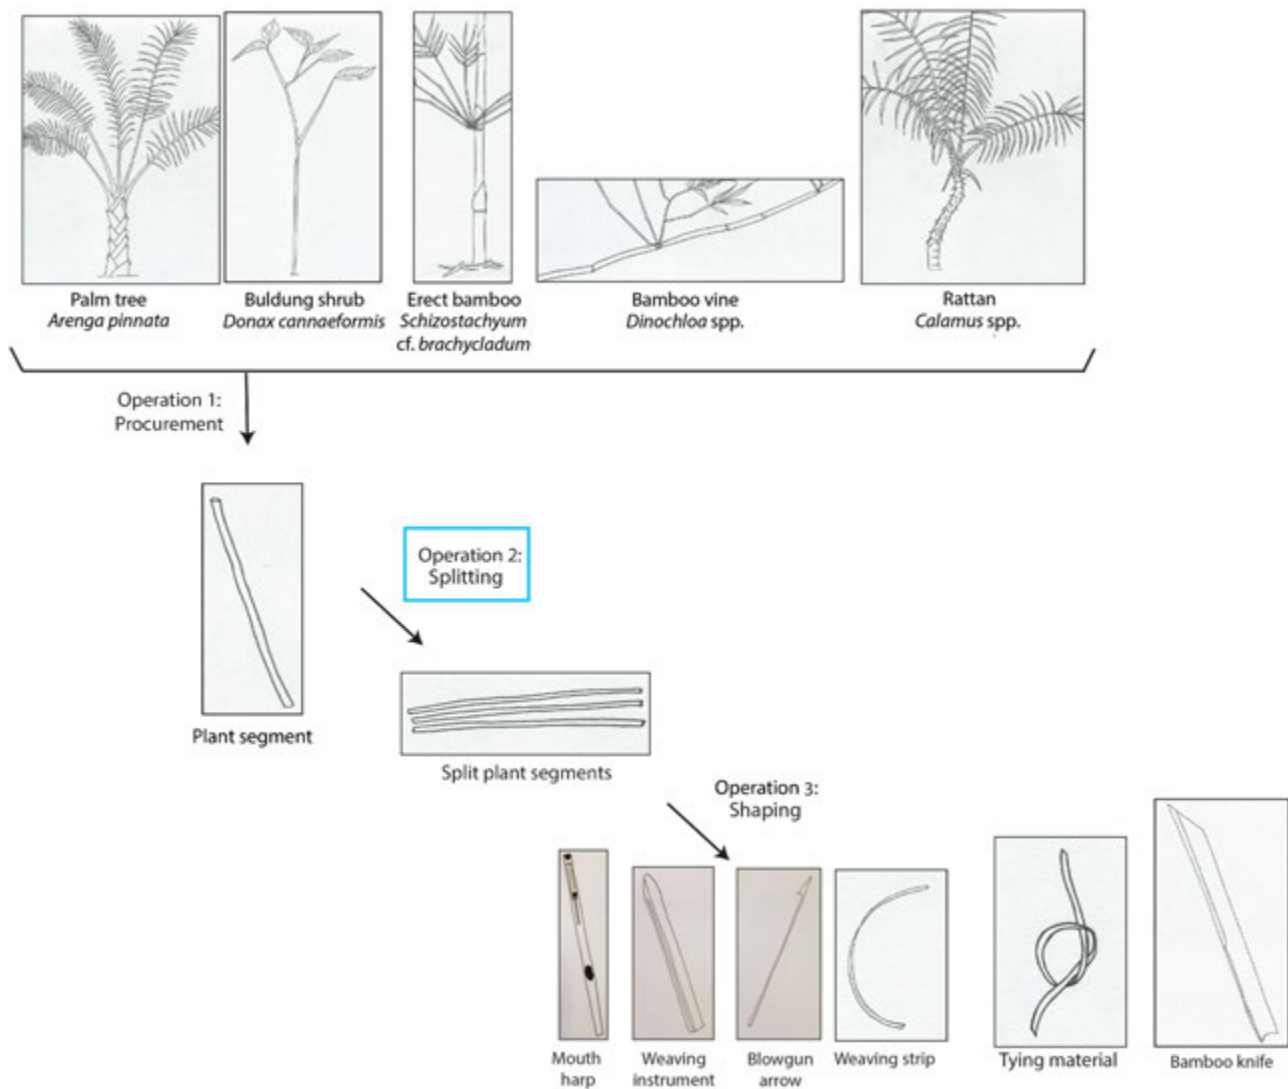 Palm tree
Arenga pinnata
Buldung shrub
Donax cannaeformis
Erect bamboo
Schizostachyum
cf. brachycladum
Bamboo vine
Dinochloa spp.
Rattan
Calamus spp.
Operation 1:
Procurement
Plant segment
Operation 2:
Splitting
Split plant segments
Operation 3:
Shaping
Mouth
harp
Weaving
instrument
Blowgun
arrow
Weaving strip
Tying material
Bamboo knife